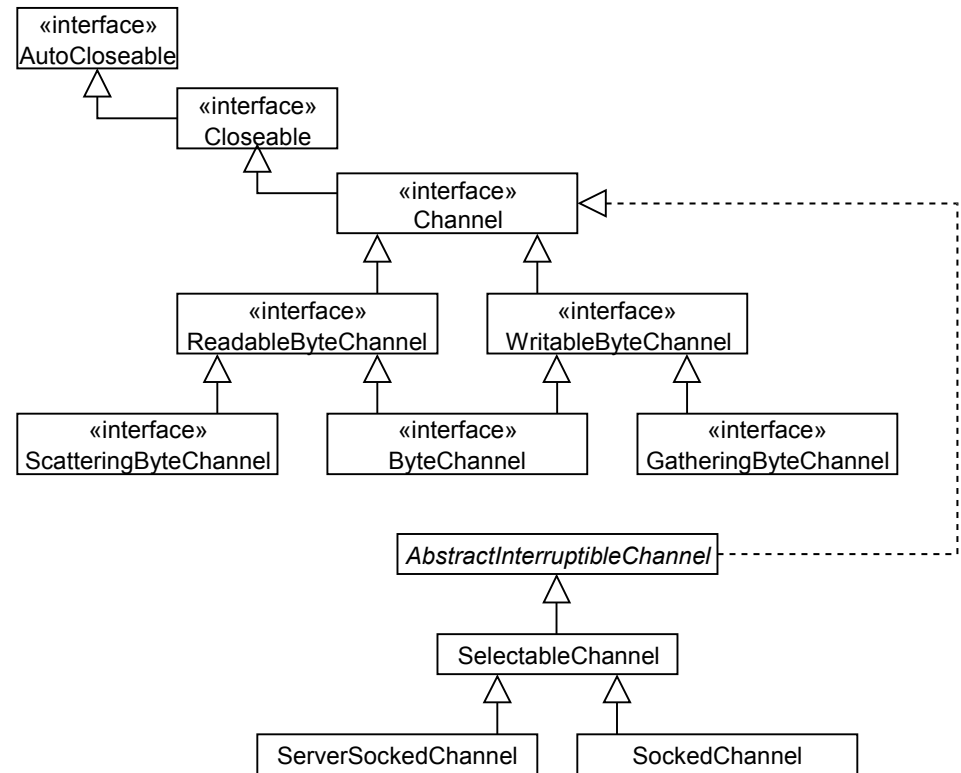 «interface»
AutoCloseable
«interface»
Closeable
«interface»
Channel
«interface»
ReadableByteChannel
«interface»
WritableByteChannel
«interface»
ScatteringByteChannel
«interface»
ByteChannel
«interface»
GatheringByteChannel
AbstractInterruptibleChannel
SelectableChannel
ServerSockedChannel
SockedChannel